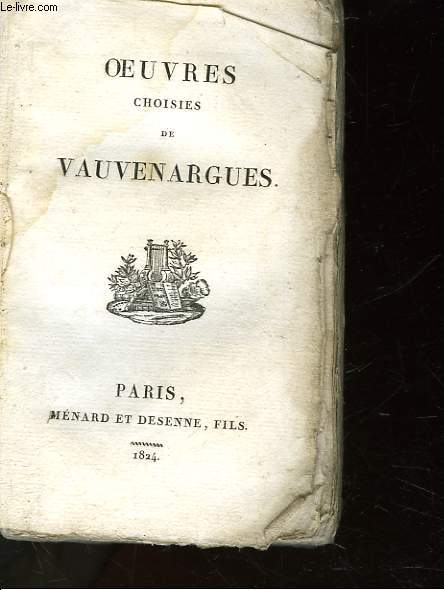 © Le-livre.com
OEUVRES
CHOISIES
DE
VAUVENARGUES.
PARIS,
MÉNARD ET DESENNE, FILS.
1824.